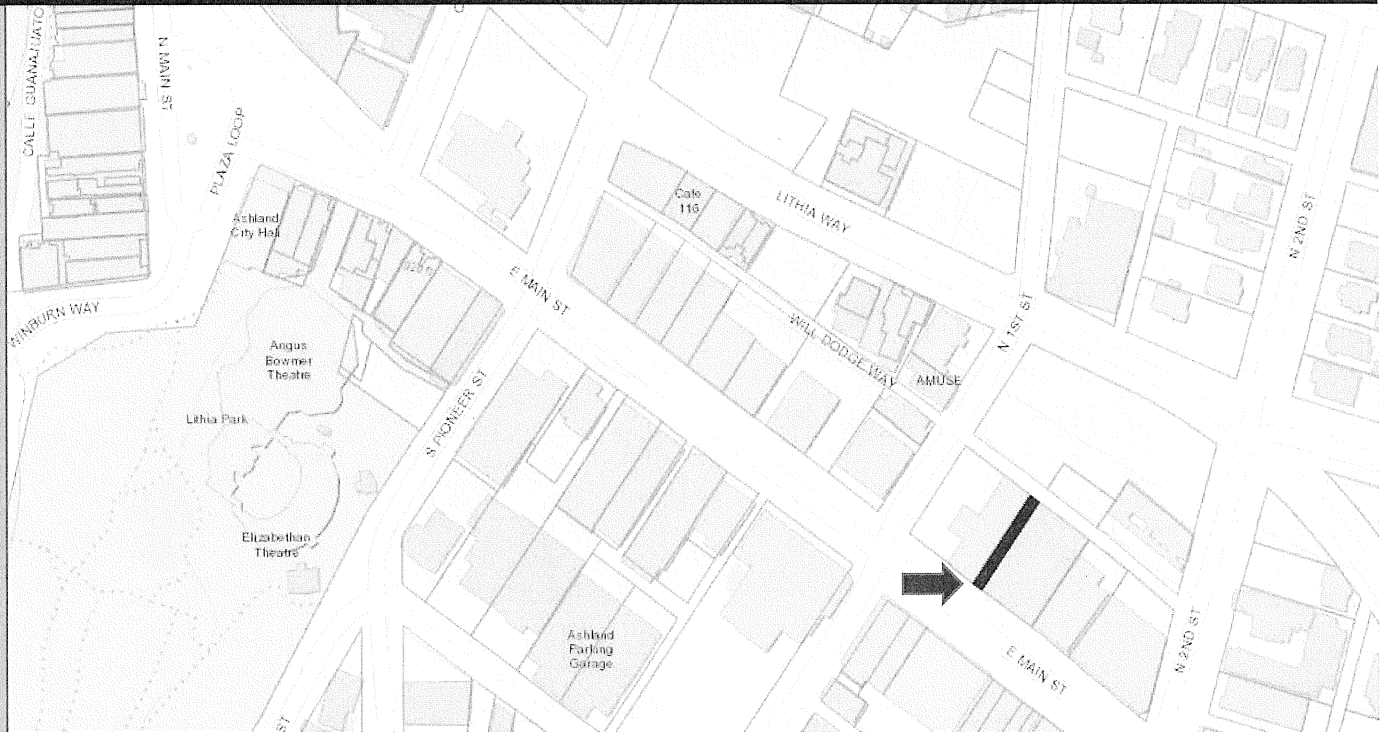 CALLE GUANAJUATO
N MAIN ST
PLAZA LOOP
Ashland
City Hall
WINBURN WAY
Angus
Bowmer
Theatre
Lithia Park
Elizabethan
Theatre
S PIONEER ST
E MAIN ST
Cafe
116
LITHIA WAY
WILL DODGE WAY
AMUSE
N 1ST ST
N 2ND ST
Ashland
Parking
Garage
E MAIN ST
N 2ND ST
ST